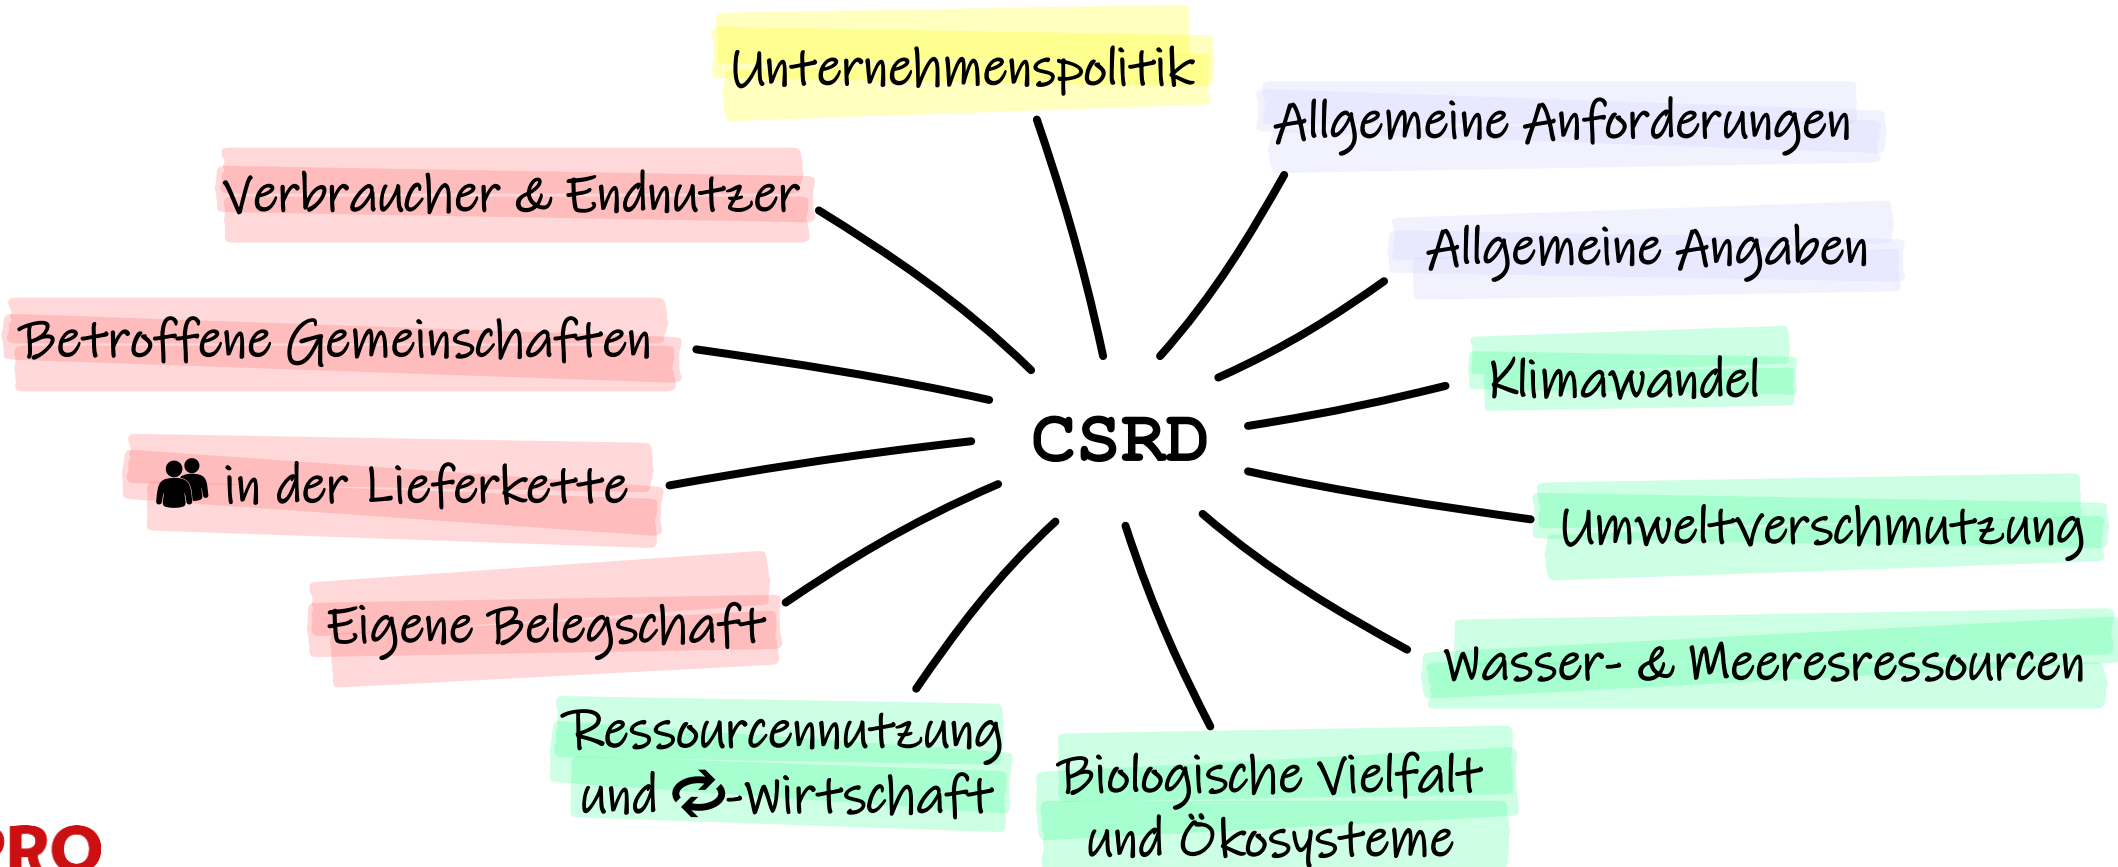 Unternehmenspolitik
Allgemeine Anforderungen
Verbraucher & Endnutzer
Allgemeine Angaben
Betroffene Gemeinschaften
Klimawandel
CSRD
in der Lieferkette
Umweltverschmutzung
Eigene Belegschaft
Wasser- & Meeresressourcen
Ressourcennutzung
und -Wirtschaft
Biologische Vielfalt
und Ökosysteme
PRO